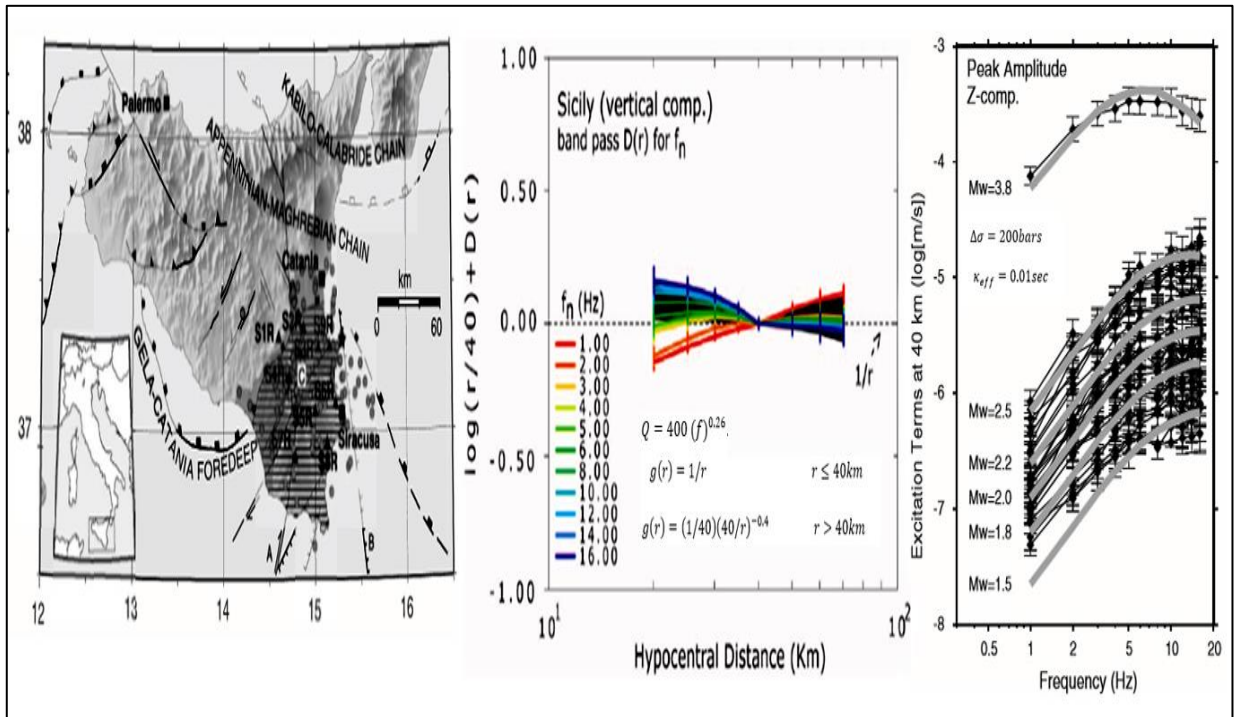 Palermo
38
KABILO-CALABRIDE CHAIN
APPENNINIAN-MAGHREBIAN CHAIN
Catania
km
0 60
S1R
GELA-CATANIA FOREDEEP
C
37
Siracusa
A
B
12 13 14 15 16
log(r/40)+D(r)
1.00
0.50
0.00
-0.50
-1.00
Sicily (vertical comp.)
band pass D(r) for fn
fn (Hz)
1.00
2.00
3.00
4.00
5.00
6.00
8.00
10.00
12.00
14.00
16.00
1/r
Q = 400 (f)^0.26.
g(r) = 1/r r ≤ 40km
g(r) = (1/40)(40/r)^−0.4 r > 40km
10^1 10^2
Hypocentral Distance (Km)
Excitation Terms at 40 km (log[m/s])
-3
-4
-5
-6
-7
-8
Peak Amplitude
Z-comp.
Mw=3.8
Δσ = 200bars
κeff = 0.01sec
Mw=2.5
Mw=2.2
Mw=2.0
Mw=1.8
Mw=1.5
0.5 1 2 5 10 20
Frequency (Hz)